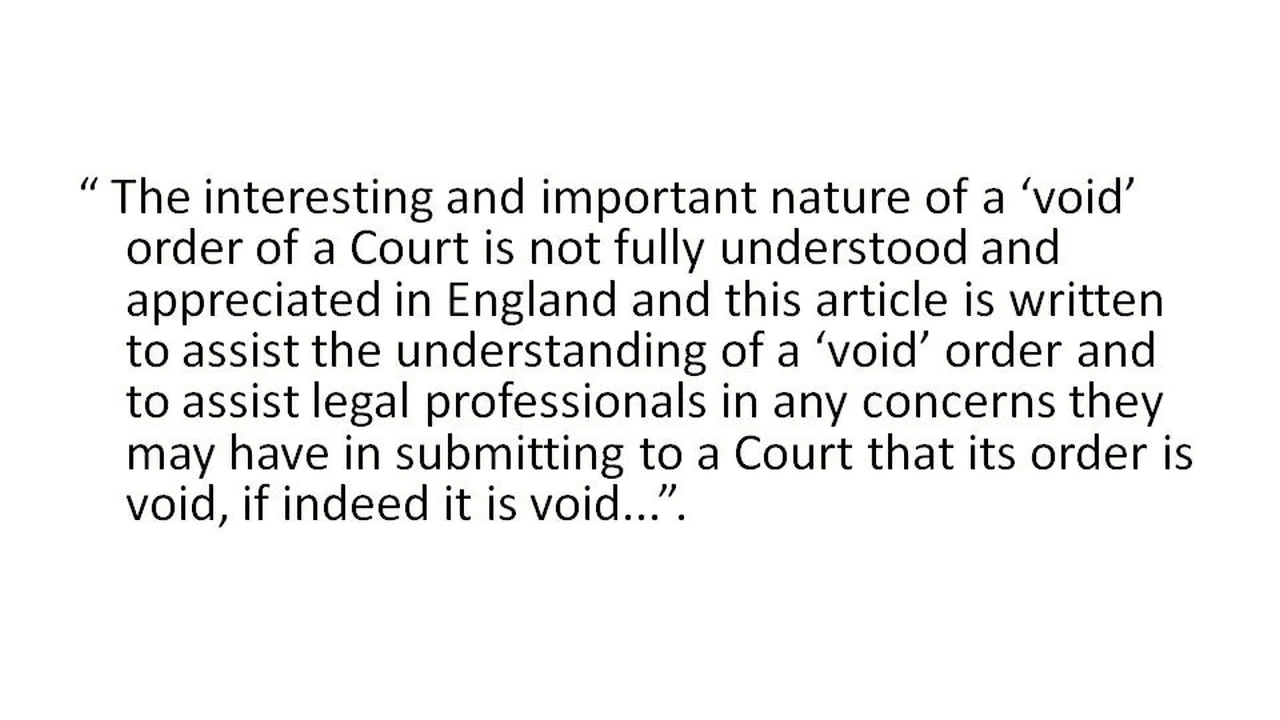 “ The interesting and important nature of a ‘void’
order of a Court is not fully understood and
appreciated in England and this article is written
to assist the understanding of a ‘void’ order and
to assist legal professionals in any concerns they
may have in submitting to a Court that its order is
void, if indeed it is void...”.